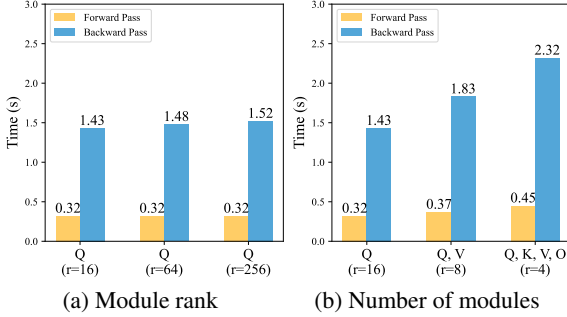 3.0
2.5
2.0
1.5
1.0
0.5
0.0
Time (s)
Forward Pass
Backward Pass
0.32
1.43
0.32
1.48
0.32
1.52
Q
(r=16)
Q
(r=64)
Q
(r=256)
(a) Module rank
3.0
2.5
2.0
1.5
1.0
0.5
0.0
Time (s)
Forward Pass
Backward Pass
0.32
1.43
0.37
1.83
0.45
2.32
Q
(r=16)
Q, V
(r=8)
Q, K, V, O
(r=4)
(b) Number of modules